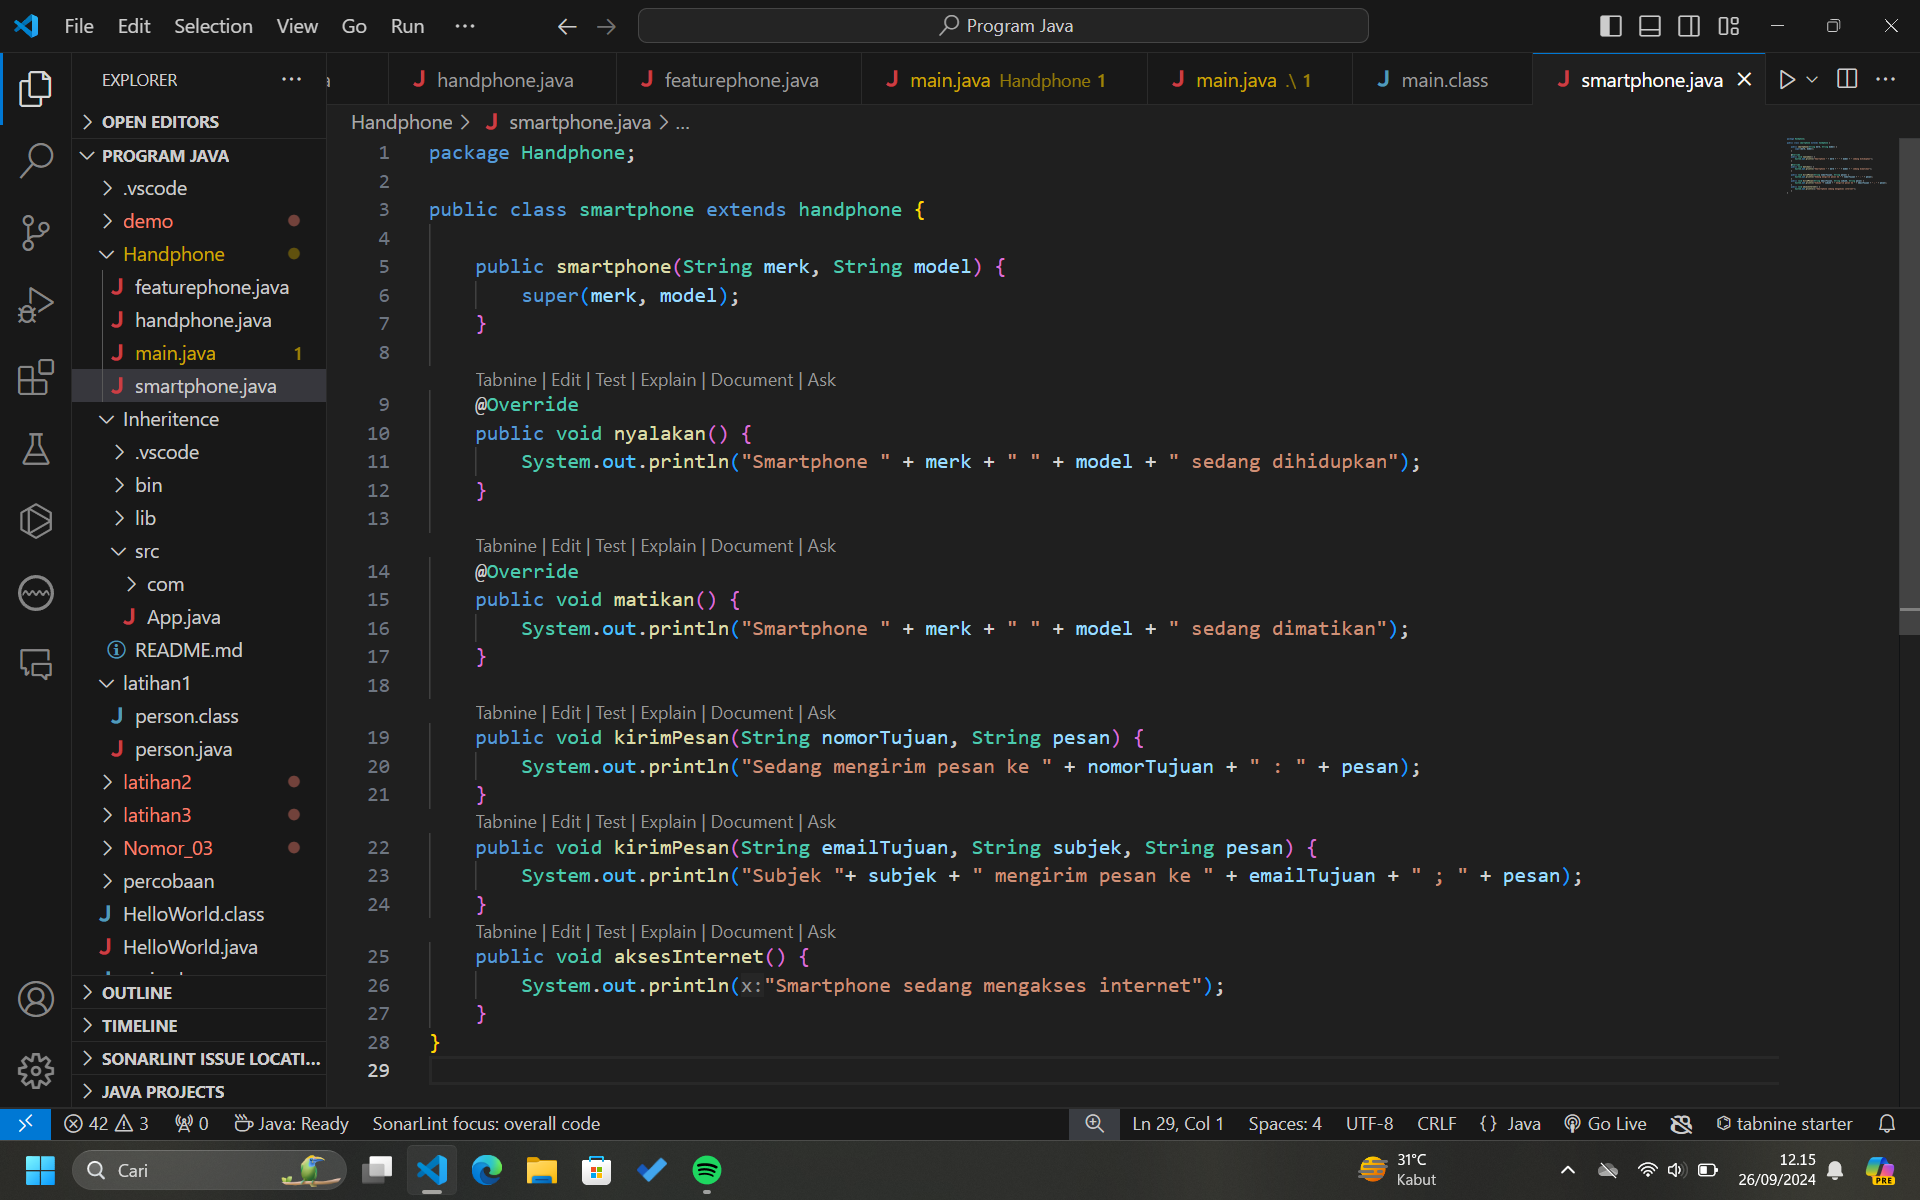 File Edit Selection View Go Run ...
Program Java
EXPLORER
OPEN EDITORS
PROGRAM JAVA
.vscode
demo
Handphone
featurephone.java
handphone.java
main.java 1
smartphone.java
Inheritence
.vscode
bin
lib
src
com
App.java
README.md
latihan1
person.class
person.java
latihan2
latihan3
Nomor_03
percobaan
HelloWorld.class
HelloWorld.java
OUTLINE
TIMELINE
SONARLINT ISSUE LOCATI...
JAVA PROJECTS
handphone.java featurephone.java main.java Handphone 1 main.java .\ 1 main.class smartphone.java
Handphone > smartphone.java > ...
1 package Handphone;
2
3 public class smartphone extends handphone {
4
5 public smartphone(String merk, String model) {
6 super(merk, model);
7 }
8
Tabnine | Edit | Test | Explain | Document | Ask
9 @Override
10 public void nyalakan() {
11 System.out.println("Smartphone " + merk + " " + model + " sedang dihidupkan");
12 }
13
Tabnine | Edit | Test | Explain | Document | Ask
14 @Override
15 public void matikan() {
16 System.out.println("Smartphone " + merk + " " + model + " sedang dimatikan");
17 }
18
Tabnine | Edit | Test | Explain | Document | Ask
19 public void kirimPesan(String nomorTujuan, String pesan) {
20 System.out.println("Sedang mengirim pesan ke " + nomorTujuan + " : " + pesan);
21 }
Tabnine | Edit | Test | Explain | Document | Ask
22 public void kirimPesan(String emailTujuan, String subjek, String pesan) {
23 System.out.println("Subjek "+ subjek + " mengirim pesan ke " + emailTujuan + " ; " + pesan);
24 }
Tabnine | Edit | Test | Explain | Document | Ask
25 public void aksesInternet() {
26 System.out.println(x:"Smartphone sedang mengakses internet");
27 }
28 }
29
42 3 0 Java: Ready SonarLint focus: overall code Ln 29, Col 1 Spaces: 4 UTF-8 CRLF {} Java Go Live tabnine starter
Cari
31°C
Kabut
12.15
26/09/2024
PRE